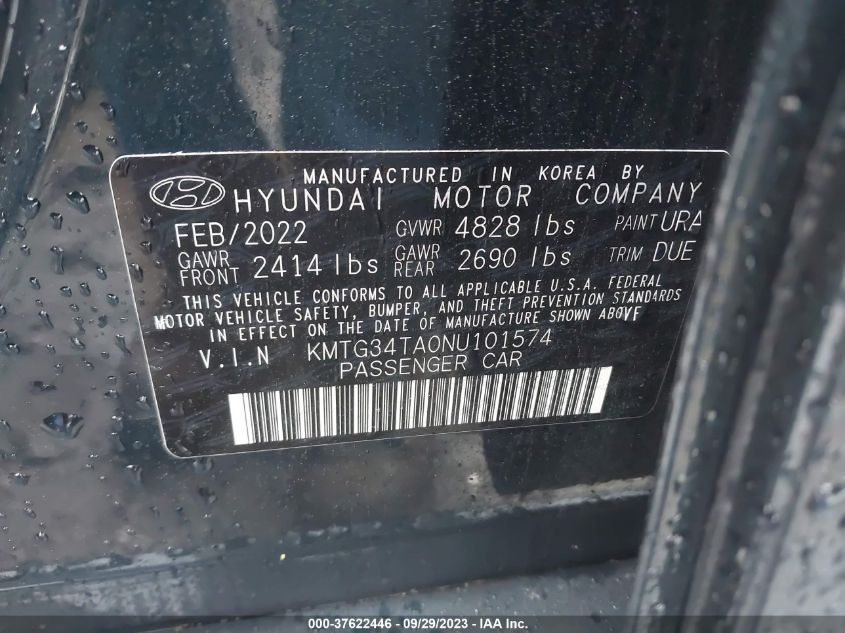 MANUFACTURED IN KOREA BY
HYUNDAI MOTOR COMPANY
FEB/2022 GVWR 4828 lbs PAINT URA
GAWR FRONT 2414 lbs GAWR REAR 2690 lbs TRIM DUE
THIS VEHICLE CONFORMS TO ALL APPLICABLE U.S.A. FEDERAL
MOTOR VEHICLE SAFETY, BUMPER, AND THEFT PREVENTION STANDARDS
IN EFFECT ON THE DATE OF MANUFACTURE SHOWN ABOVE
V.I.N KMTG34TA0NU101574
PASSENGER CAR
000-37622446 - 09/29/2023 - IAAI.com